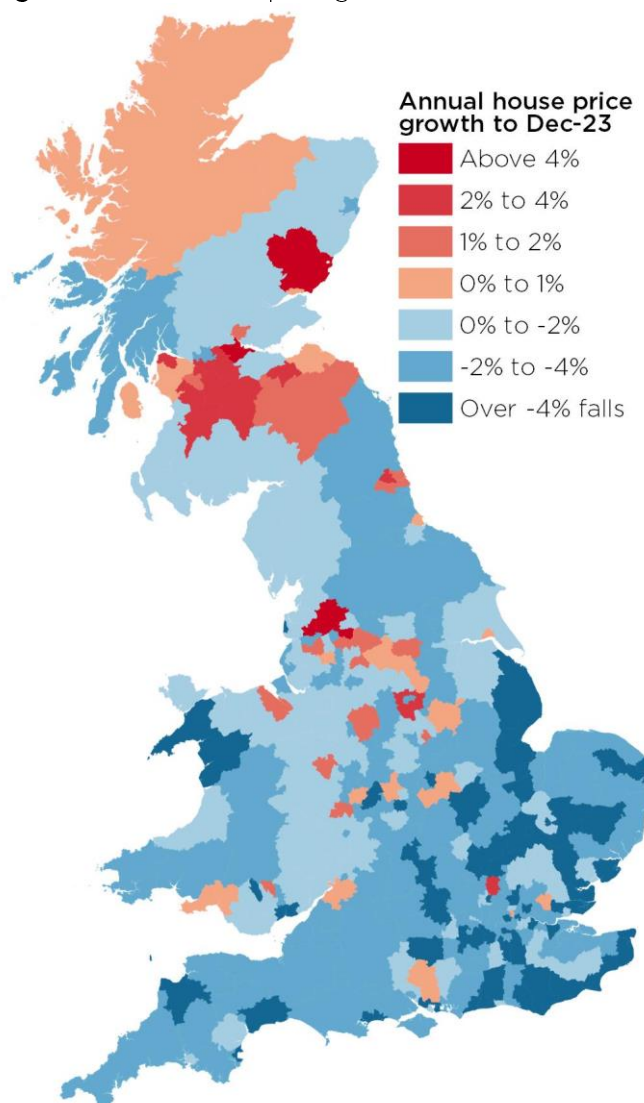 Annual house price
growth to Dec-23
Above 4%
2% to 4%
1% to 2%
0% to 1%
0% to -2%
-2% to -4%
Over -4% falls